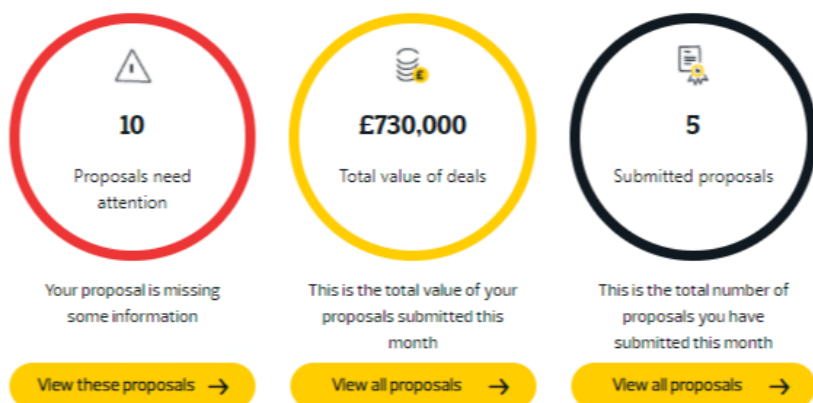 10
Proposals need
attention
Your proposal is missing
some information
View these proposals →
£
£730,000
Total value of deals
This is the total value of your
proposals submitted this
month
View all proposals →
5
Submitted proposals
This is the total number of
proposals you have
submitted this month
View all proposals →